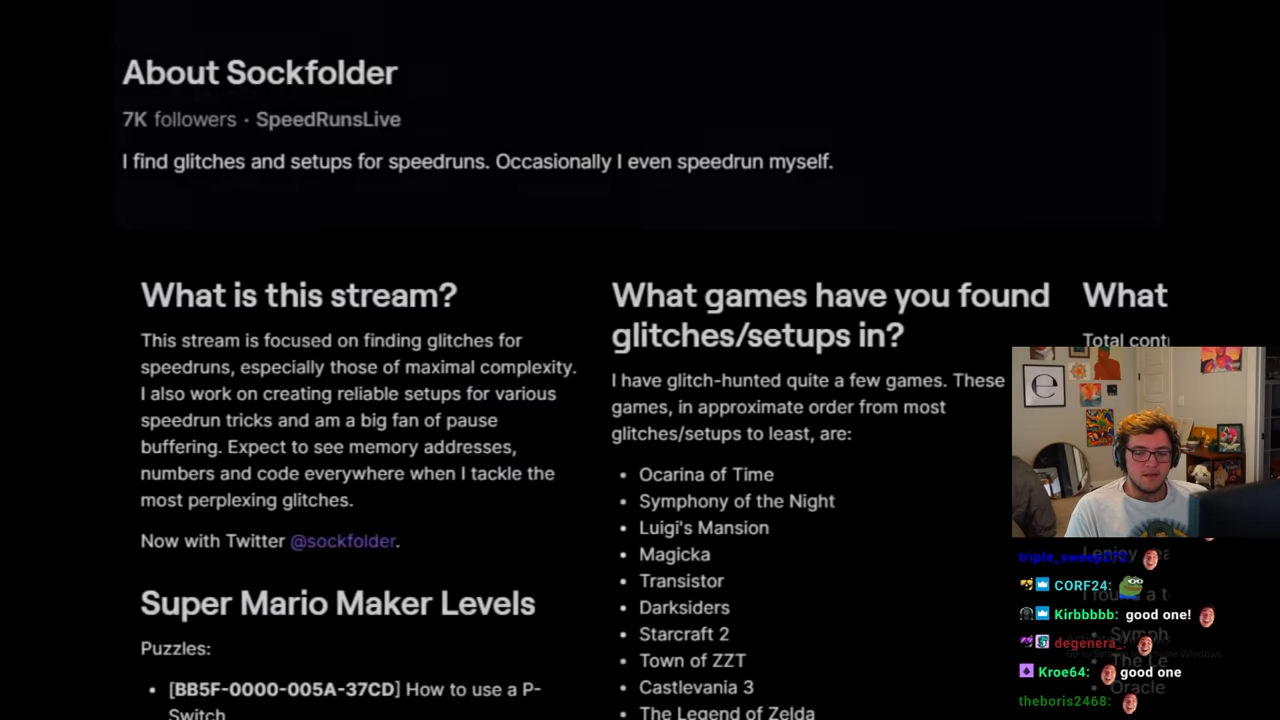 About Sockfolder
7K followers · SpeedRunsLive
I find glitches and setups for speedruns. Occasionally I even speedrun myself.
What is this stream?
This stream is focused on finding glitches for
speedruns, especially those of maximal complexity.
I also work on creating reliable setups for various
speedrun tricks and am a big fan of pause
buffering. Expect to see memory addresses,
numbers and code everywhere when I tackle the
most perplexing glitches.
Now with Twitter @sockfolder.
Super Mario Maker Levels
Puzzles:
• [BB5F-0000-005A-37CD] How to use a P-
Switch
What games have you found
glitches/setups in?
I have glitch-hunted quite a few games. These
games, in approximate order from most
glitches/setups to least, are:
• Ocarina of Time
• Symphony of the Night
• Luigi's Mansion
• Magicka
• Transistor
• Darksiders
• Starcraft 2
• Town of ZZT
• Castlevania 3
• The Legend of Zelda
What
Total cont
e
CORF24:
Kirbbbbb: good one!
degenera_:
Kroe64: good one
theboris2468:
• Symph
• The Le
• Oracle